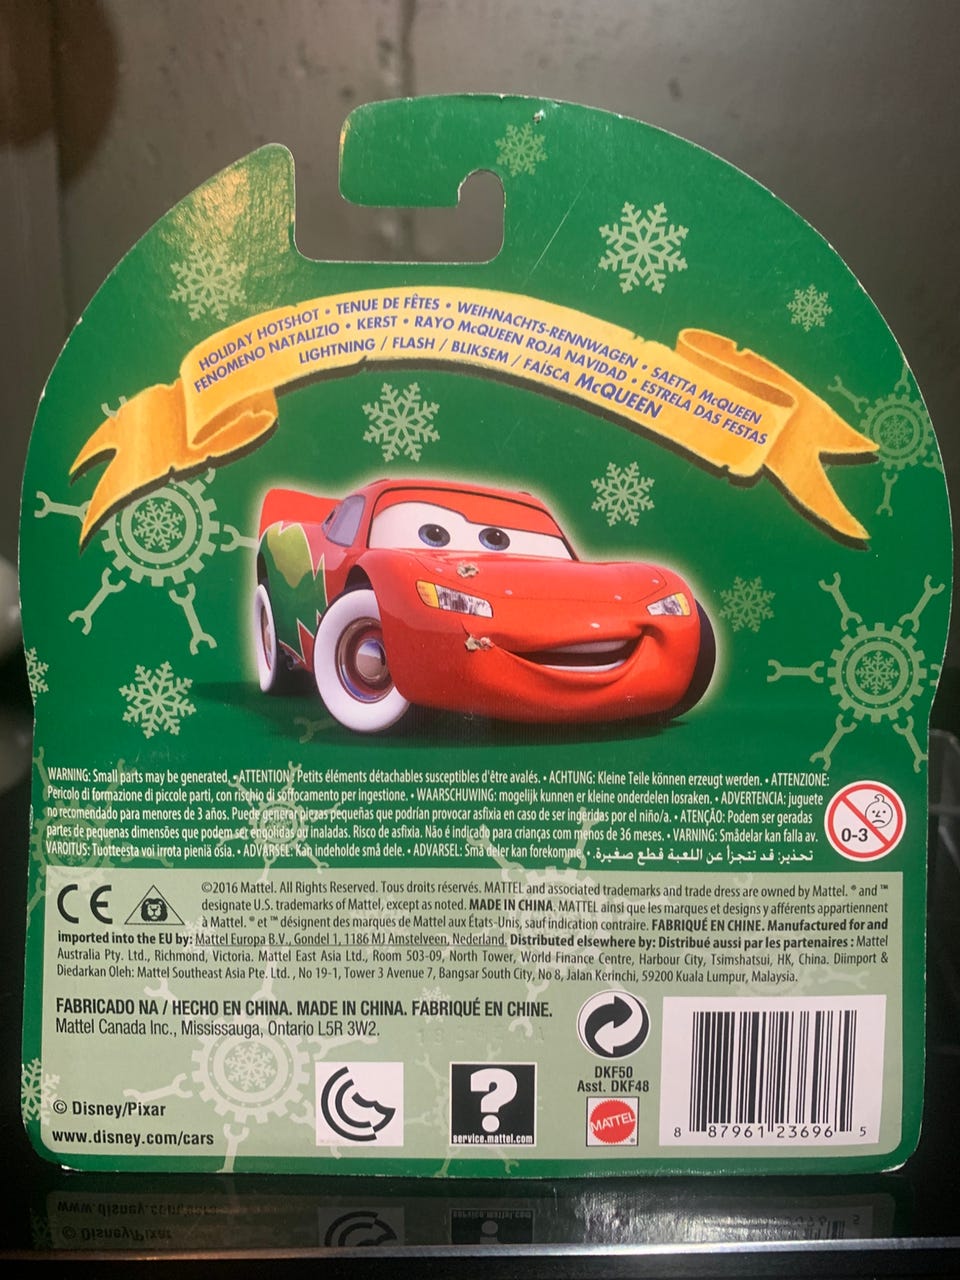 HOLIDAY HOTSHOT • TENUE DE FÊTES • WEIHNACHTS-RENNWAGEN • SAETTA McQUEEN
FENOMENO NATALIZIO • KERST • RAYO McQUEEN ROJA NAVIDAD • ESTRELA DAS FESTAS
LIGHTNING / FLASH / BLIKSEM / FAÍSCA McQUEEN
WARNING: Small parts may be generated. • ATTENTION : Petits éléments détachables susceptibles d'être avalés. • ACHTUNG: Kleine Teile können erzeugt werden. • ATTENZIONE:
Pericolo di formazione di piccole parti, con rischio di soffocamento per ingestione. • WAARSCHUWING: mogelijk kunnen er kleine onderdelen losraken. • ADVERTENCIA: juguete
no recomendado para menores de 3 años. Puede generar piezas pequeñas que podrían provocar asfixia en caso de ser ingeridas por el niño/a. • ATENÇÃO: Podem ser geradas
partes de pequenas dimensões que podem ser engolidas ou inaladas. Risco de asfixia. Não é indicado para crianças com menos de 36 meses. • VARNING: Smådelar kan falla av.
VAROITUS: Tuotteesta voi irrota pieniä osia. • ADVARSEL: Kan indeholde små dele. • ADVARSEL: Små deler kan forekomme. • تحذير: قد تتجزأ عن اللعبة قطع صغيرة.
0-3
CE
©2016 Mattel. All Rights Reserved. Tous droits réservés. MATTEL and associated trademarks and trade dress are owned by Mattel. ® and ™
designate U.S. trademarks of Mattel, except as noted. MADE IN CHINA. MATTEL ainsi que les marques et designs y afférents appartiennent
à Mattel. ® et ™ désignent des marques de Mattel aux États-Unis, sauf indication contraire. FABRIQUÉ EN CHINE. Manufactured for and
imported into the EU by: Mattel Europa B.V., Gondel 1, 1186 MJ Amstelveen, Nederland. Distributed elsewhere by: Distribué aussi par les partenaires : Mattel
Australia Pty. Ltd., Richmond, Victoria. Mattel East Asia Ltd., Room 503-09, North Tower, World Finance Centre, Harbour City, Tsimshatsui, HK, China. Diimport &
Diedarkan Oleh: Mattel Southeast Asia Pte. Ltd. , No 19-1, Tower 3 Avenue 7, Bangsar South City, No 8, Jalan Kerinchi, 59200 Kuala Lumpur, Malaysia.
FABRICADO NA / HECHO EN CHINA. MADE IN CHINA. FABRIQUÉ EN CHINE.
Mattel Canada Inc., Mississauga, Ontario L5R 3W2.
DKF50
Asst. DKF48
MATTEL
?
service.mattel.com
8 87961 23696 5
© Disney/Pixar
www.disney.com/cars